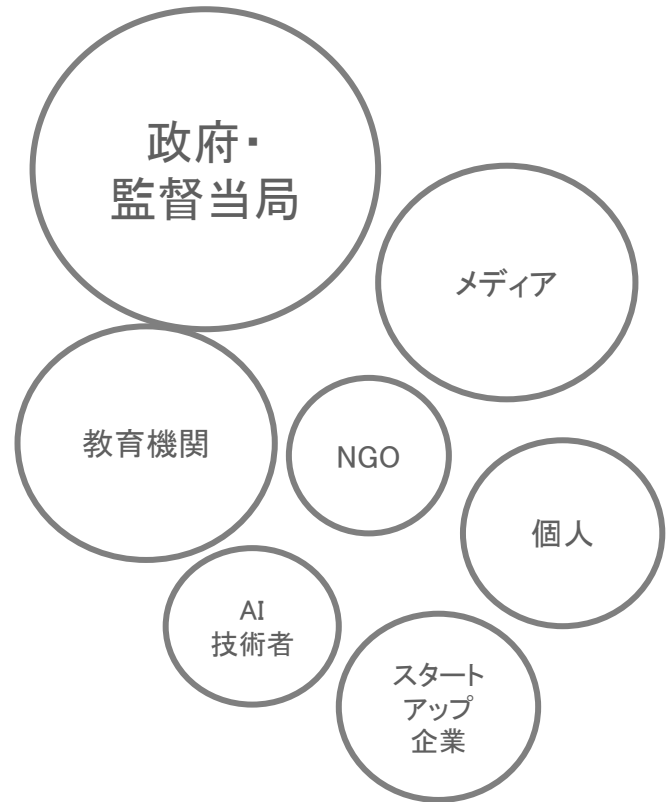 政府・
監督当局
メディア
教育機関
NGO
個人
AI
技術者
スタート
アップ
企業